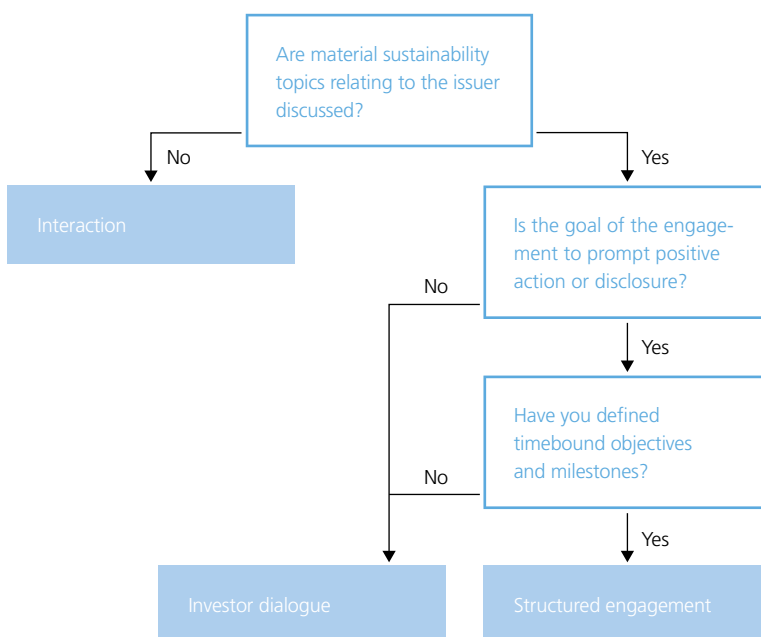 Are material sustainability
topics relating to the issuer
discussed?
No
Yes
Interaction
Is the goal of the engage-
ment to prompt positive
action or disclosure?
No
Yes
Have you defined
timebound objectives
and milestones?
No
Yes
Investor dialogue
Structured engagement